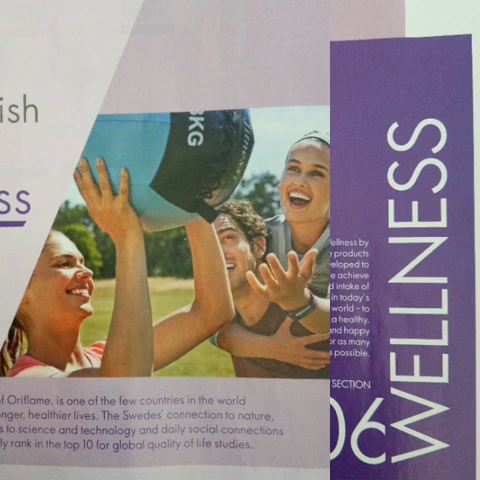 ish
ss
8KG
fitness
of Oriflame, is one of the few countries in the world
onger, healthier lives. The Swedes' connection to nature,
s to science and technology and daily social connections
ly rank in the top 10 for global quality of life studies.
Wellness by
products
eloped to
achieve
intake of
in today's
world – to
a healthy,
and happy
or as many
s possible.
SECTION
06
WELLNESS